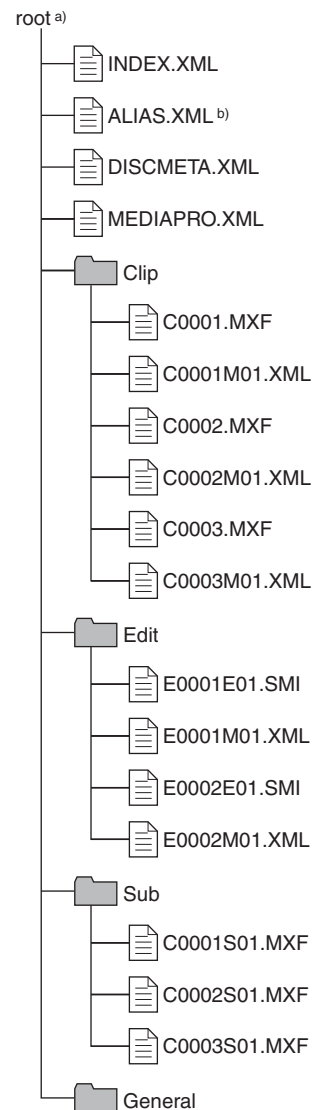 root a)
INDEX.XML
ALIAS.XML b)
DISCMETA.XML
MEDIAPRO.XML
Clip
C0001.MXF
C0001M01.XML
C0002.MXF
C0002M01.XML
C0003.MXF
C0003M01.XML
Edit
E0001E01.SMI
E0001M01.XML
E0002E01.SMI
E0002M01.XML
Sub
C0001S01.MXF
C0002S01.MXF
C0003S01.MXF
General